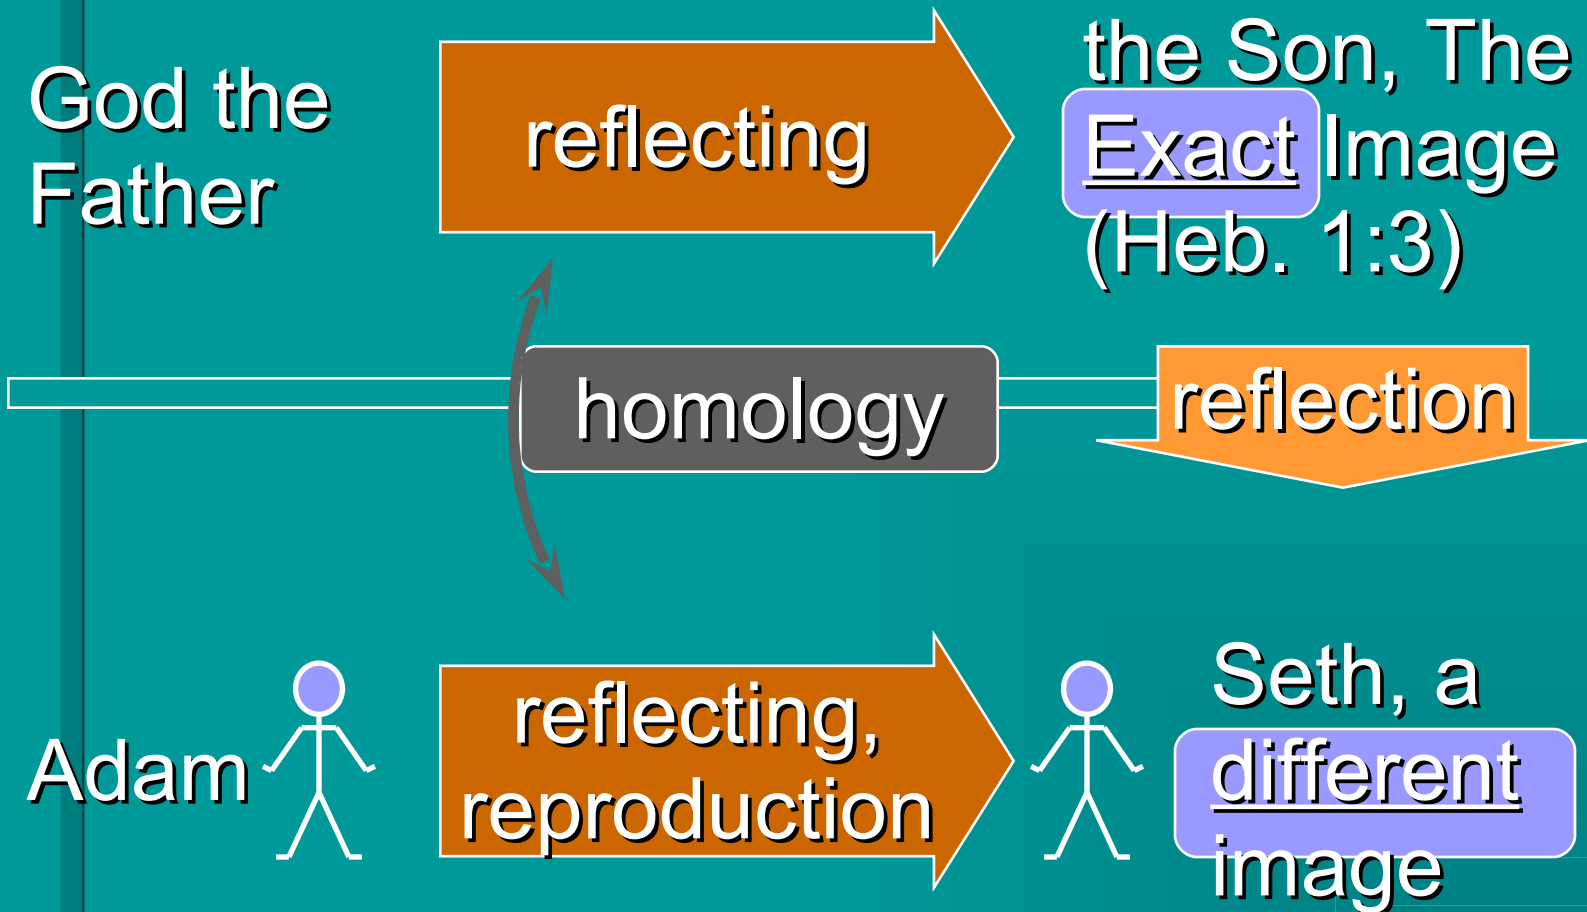 God the
Father
reflecting
the Son, The
Exact Image
(Heb. 1:3)
homology
reflection
Adam
reflecting,
reproduction
Seth, a
different
image